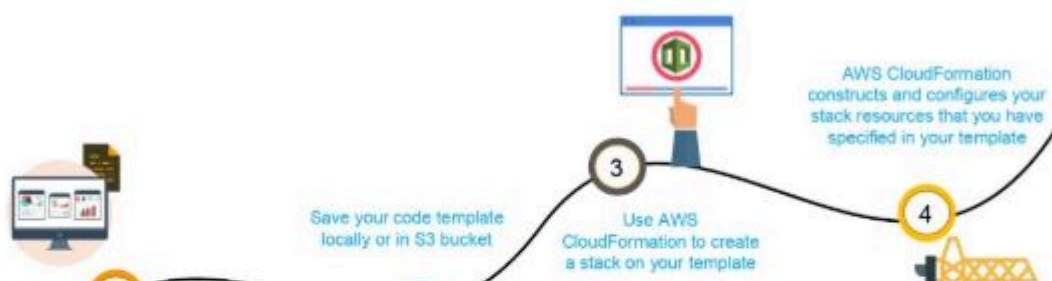 Save your code template
locally or in S3 bucket
3
Use AWS
CloudFormation to create
a stack on your template
AWS CloudFormation
constructs and configures your
stack resources that you have
specified in your template
4